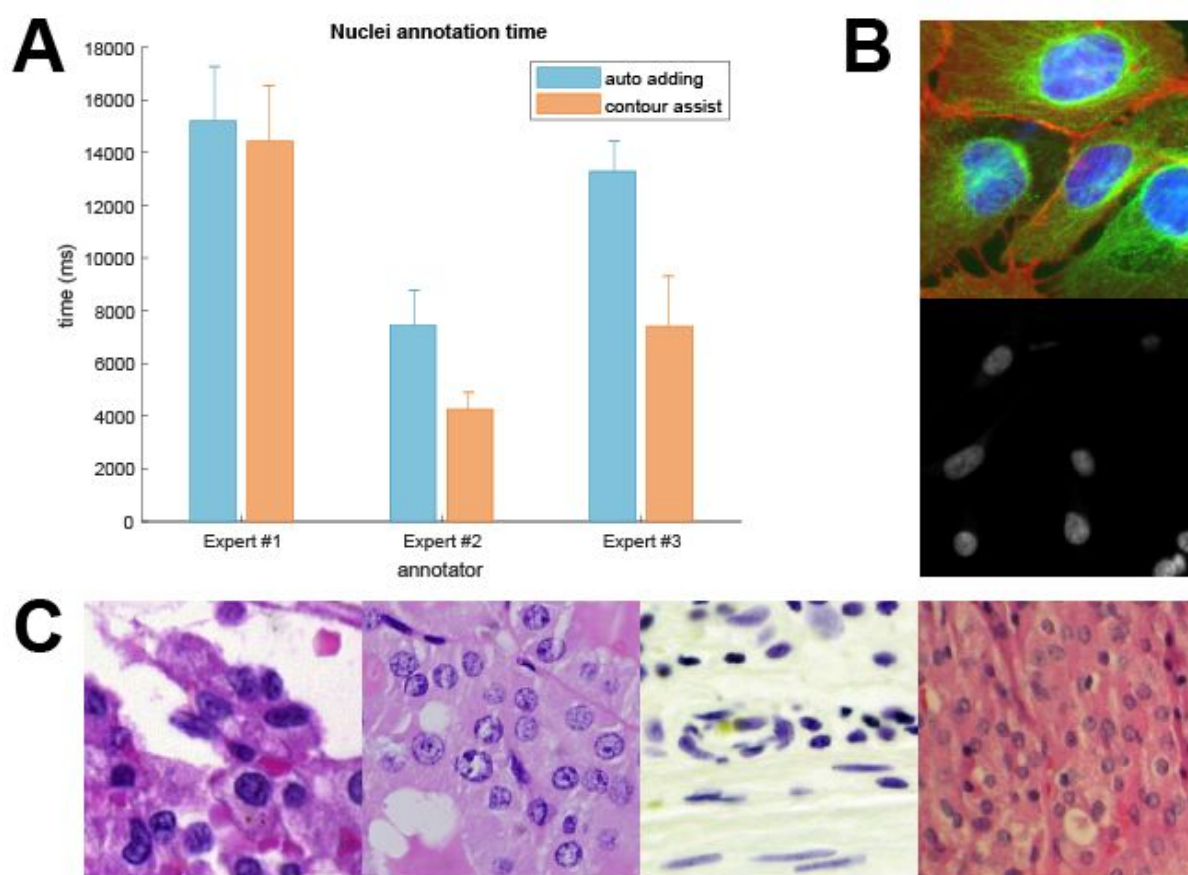 A
Nuclei annotation time
18000
16000
14000
12000
10000
8000
6000
4000
2000
0
time (ms)
auto adding
contour assist
Expert #1
Expert #2
Expert #3
annotator
B
C